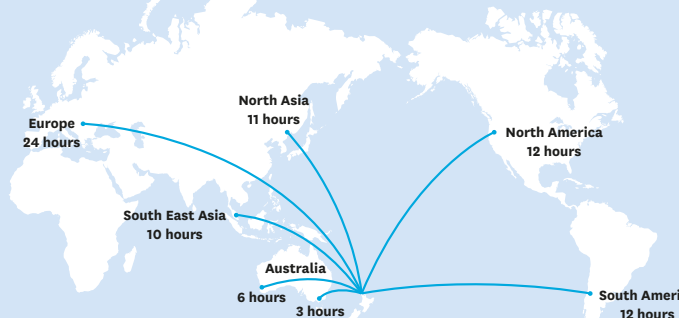 North Asia
11 hours
Europe
24 hours
North America
12 hours
South East Asia
10 hours
Australia
6 hours
3 hours
South Ameri
12 hours